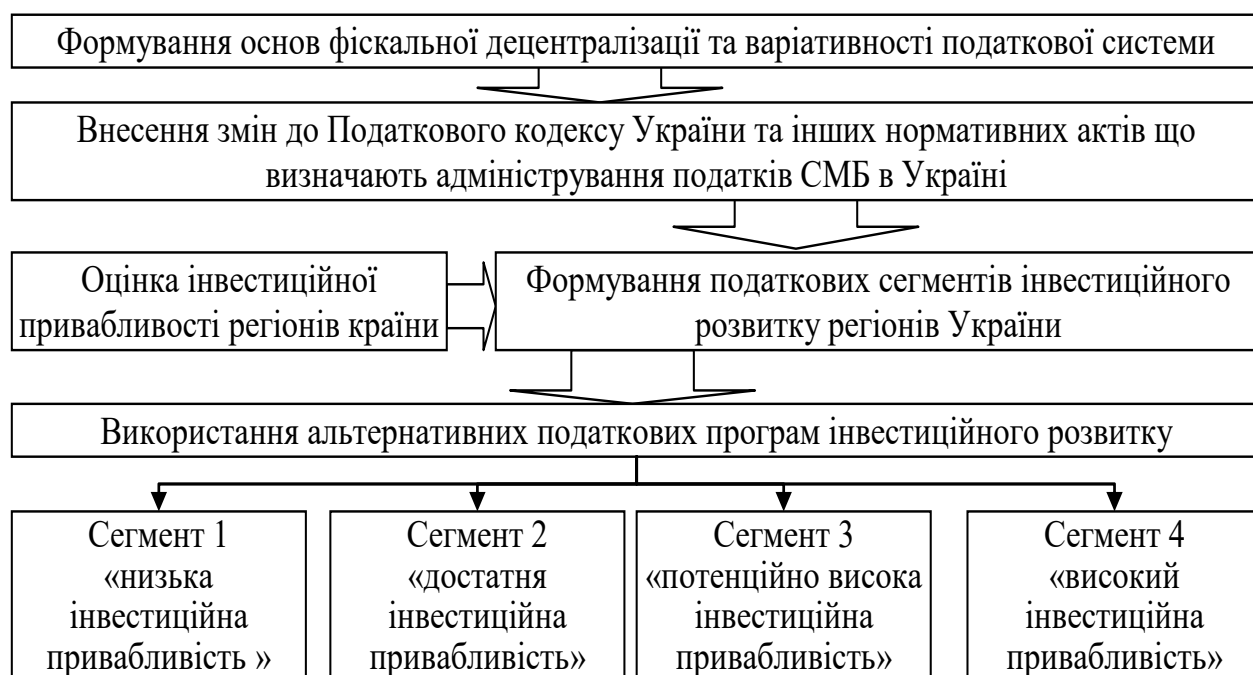 Формування основ фіскальної децентралізації та варіативності податкової системи
Внесення змін до Податкового кодексу України та інших нормативних актів що
визначають адміністрування податків СМБ в Україні
Оцінка інвестиційної
привабливості регіонів країни
Формування податкових сегментів інвестиційного
розвитку регіонів України
Використання альтернативних податкових програм інвестиційного розвитку
Сегмент 1
«низька
інвестиційна
привабливість »
Сегмент 2
«достатня
інвестиційна
привабливість»
Сегмент 3
«потенційно висока
інвестиційна
привабливість»
Сегмент 4
«високий
інвестиційна
привабливість»